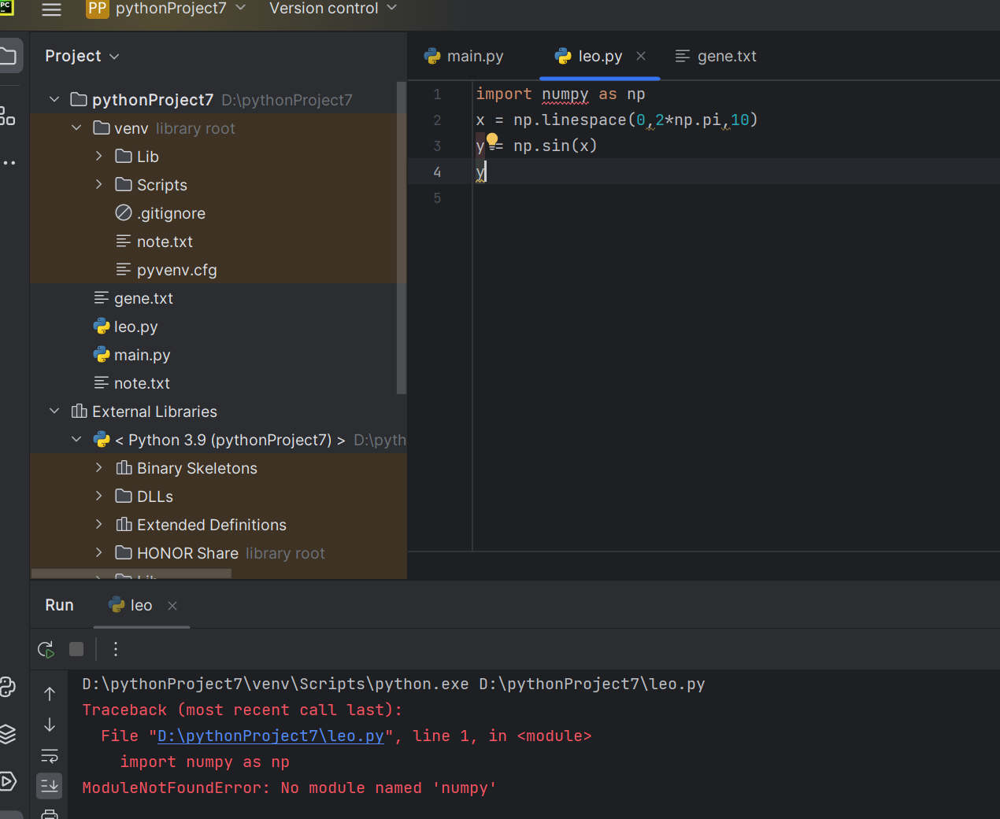 PC
PP pythonProject7 Version control
Project
main.py leo.py gene.txt
pythonProject7 D:\pythonProject7
venv library root
Lib
Scripts
.gitignore
note.txt
pyvenv.cfg
gene.txt
leo.py
main.py
note.txt
External Libraries
< Python 3.9 (pythonProject7) > D:\pyth
Binary Skeletons
DLLs
Extended Definitions
HONOR Share library root
Lib
1 import numpy as np
2 x = np.linespace(0,2*np.pi,10)
3 y = np.sin(x)
4 y
5
Run leo
D:\pythonProject7\venv\Scripts\python.exe D:\pythonProject7\leo.py
Traceback (most recent call last):
File "D:\pythonProject7\leo.py", line 1, in <module>
import numpy as np
ModuleNotFoundError: No module named 'numpy'